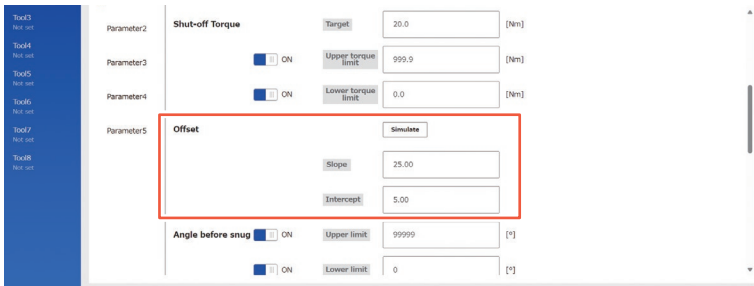 Tool3
Not set
Tool4
Not set
Tool5
Not set
Tool6
Not set
Tool7
Not set
Tool8
Not set
Parameter2
Parameter3
Parameter4
Parameter5
Shut-off Torque Target 20.0 [Nm]
ON Upper torque limit 999.9 [Nm]
ON Lower torque limit 0.0 [Nm]
Offset Simulate
Slope 25.00
Intercept 5.00
Angle before snug ON Upper limit 99999 [°]
ON Lower limit 0 [°]